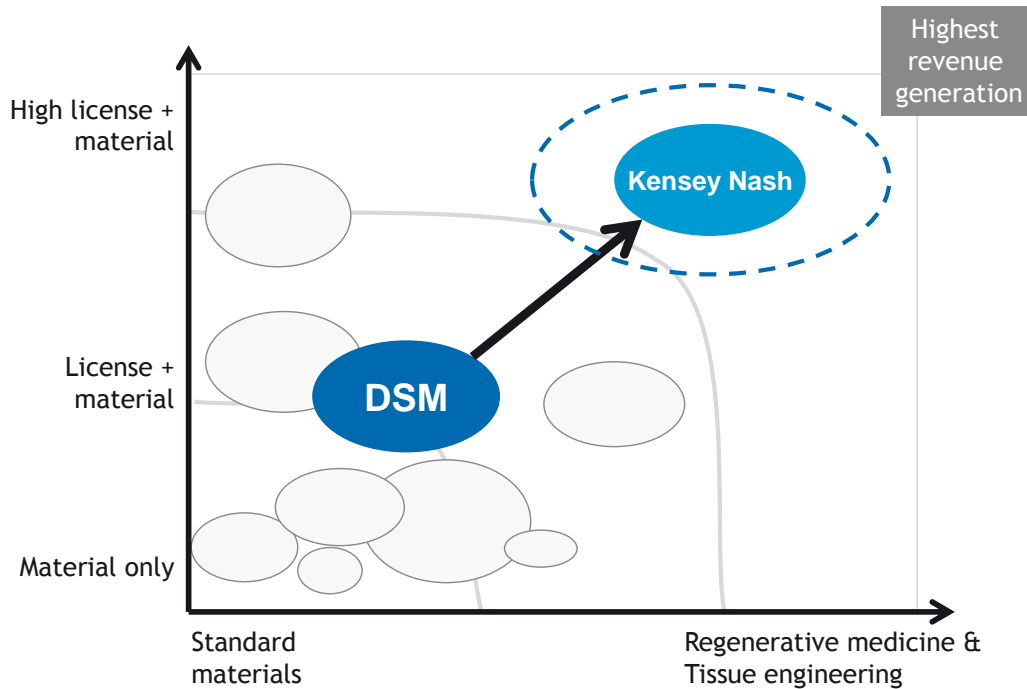 Highest
revenue
generation
High license +
material
Kensey Nash
License +
material
DSM
Material only
Standard
materials
Regenerative medicine &
Tissue engineering